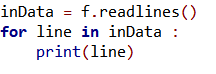 inData = f.readlines()
for line in inData :
    print(line)